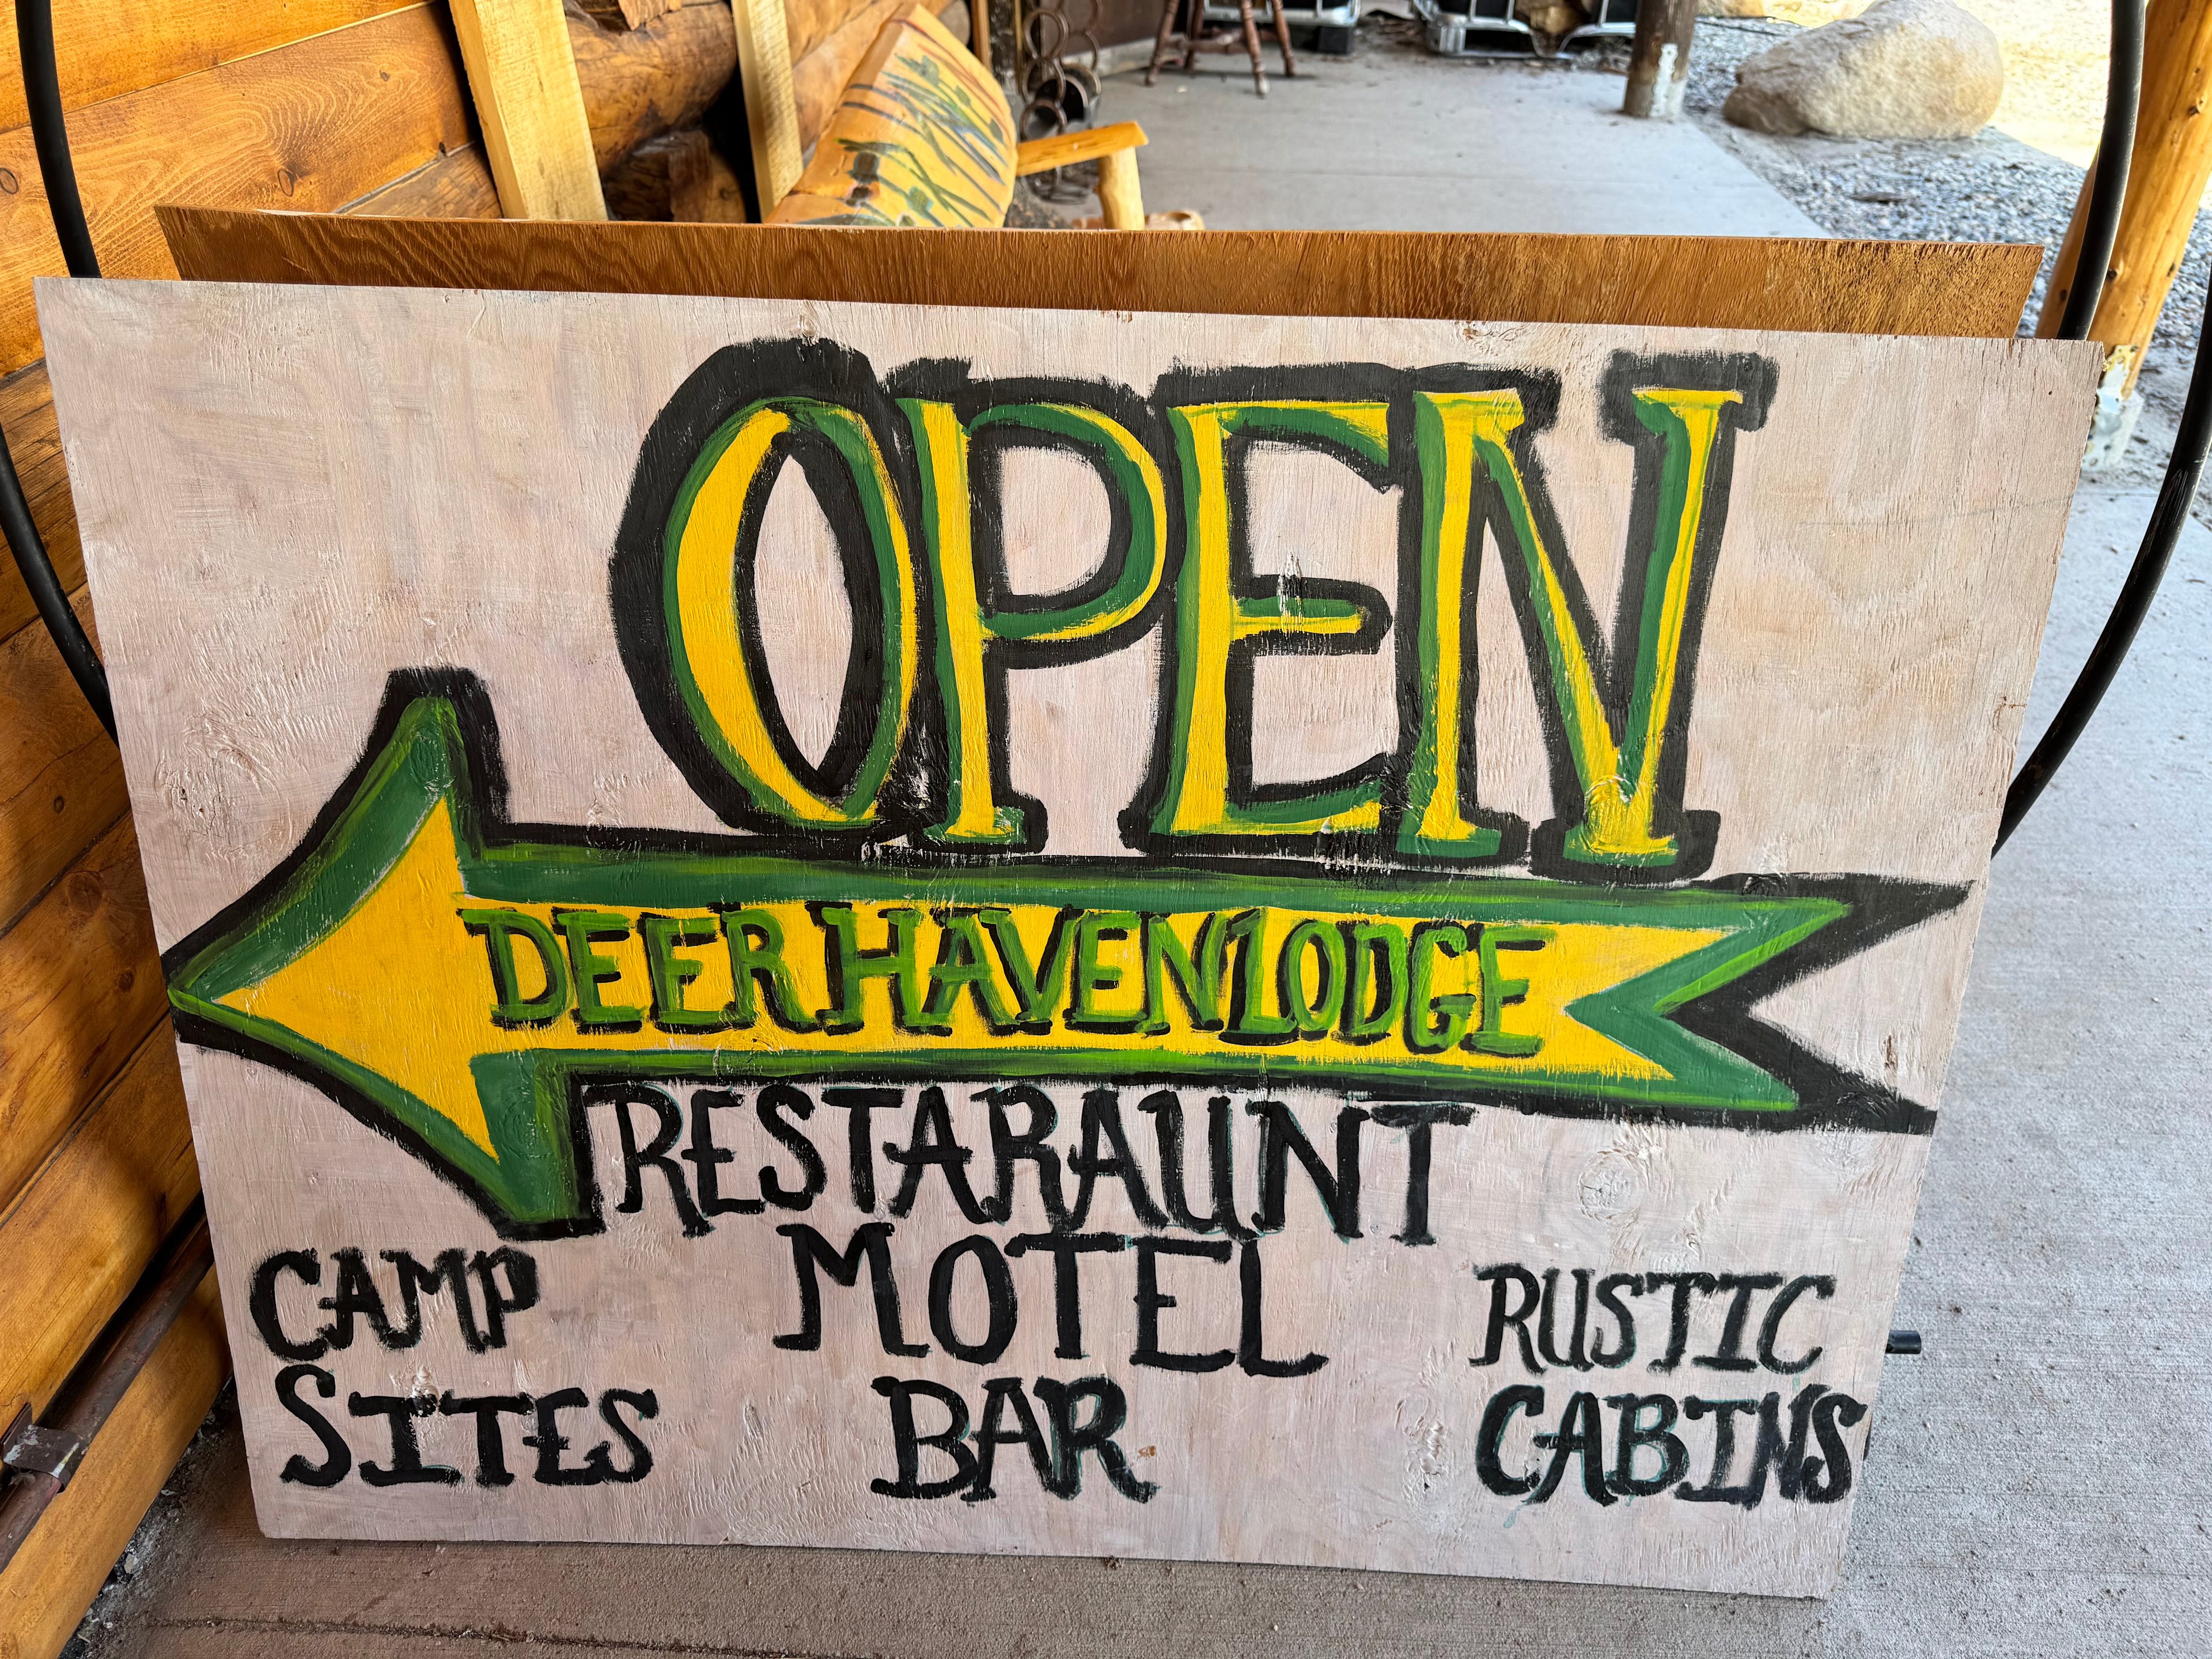 OPEN
DEER HAVEN LODGE
RESTARAUNT
MOTEL
BAR
CAMP
SITES
RUSTIC
CABINS